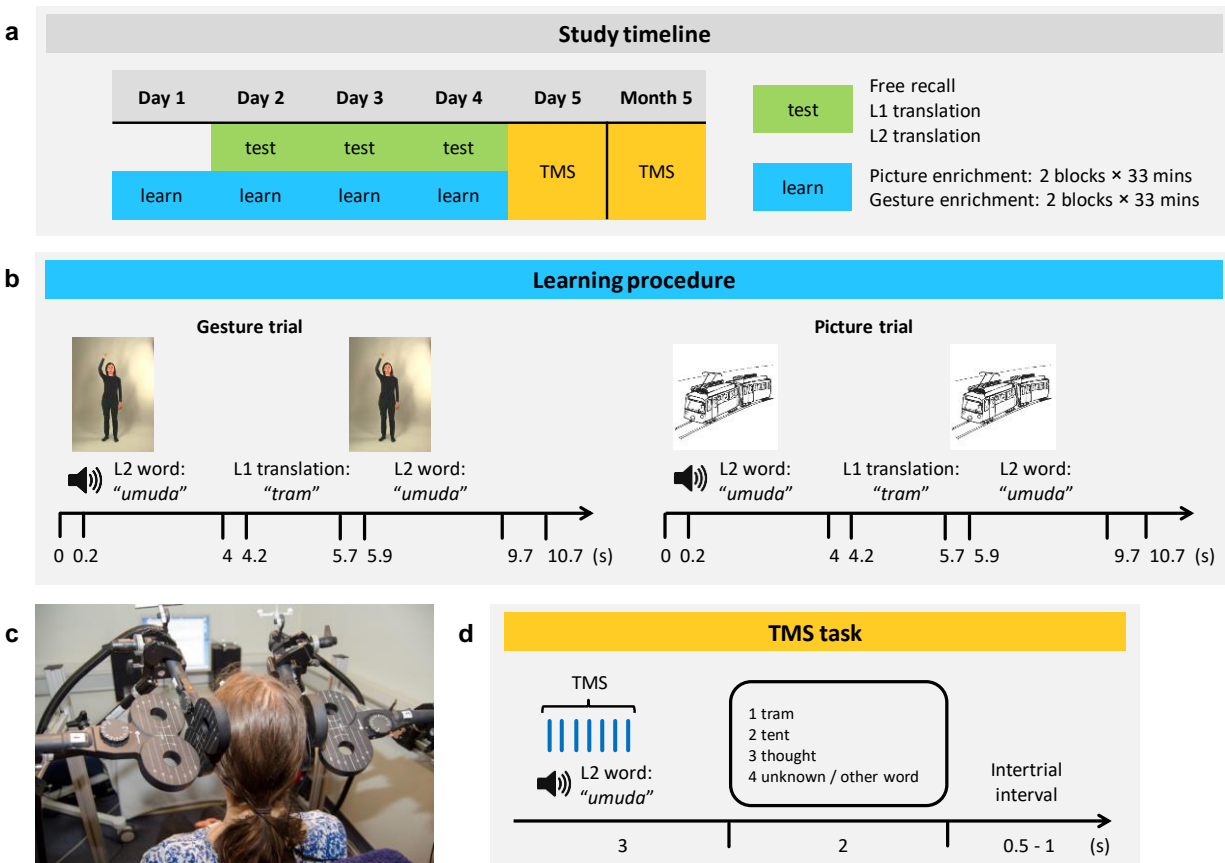 a
Study timeline
Day 1 Day 2 Day 3 Day 4 Day 5 Month 5
test test test
TMS TMS
learn learn learn learn
test
Free recall
L1 translation
L2 translation
learn
Picture enrichment: 2 blocks × 33 mins
Gesture enrichment: 2 blocks × 33 mins
b
Learning procedure
Gesture trial
L2 word: L1 translation: L2 word:
"umuda" "tram" "umuda"
0 0.2 4 4.2 5.7 5.9 9.7 10.7 (s)
Picture trial
L2 word: L1 translation: L2 word:
"umuda" "tram" "umuda"
0 0.2 4 4.2 5.7 5.9 9.7 10.7 (s)
c
d
TMS task
TMS
L2 word:
"umuda"
1 tram
2 tent
3 thought
4 unknown / other word
Intertrial
interval
3 2 0.5 - 1 (s)